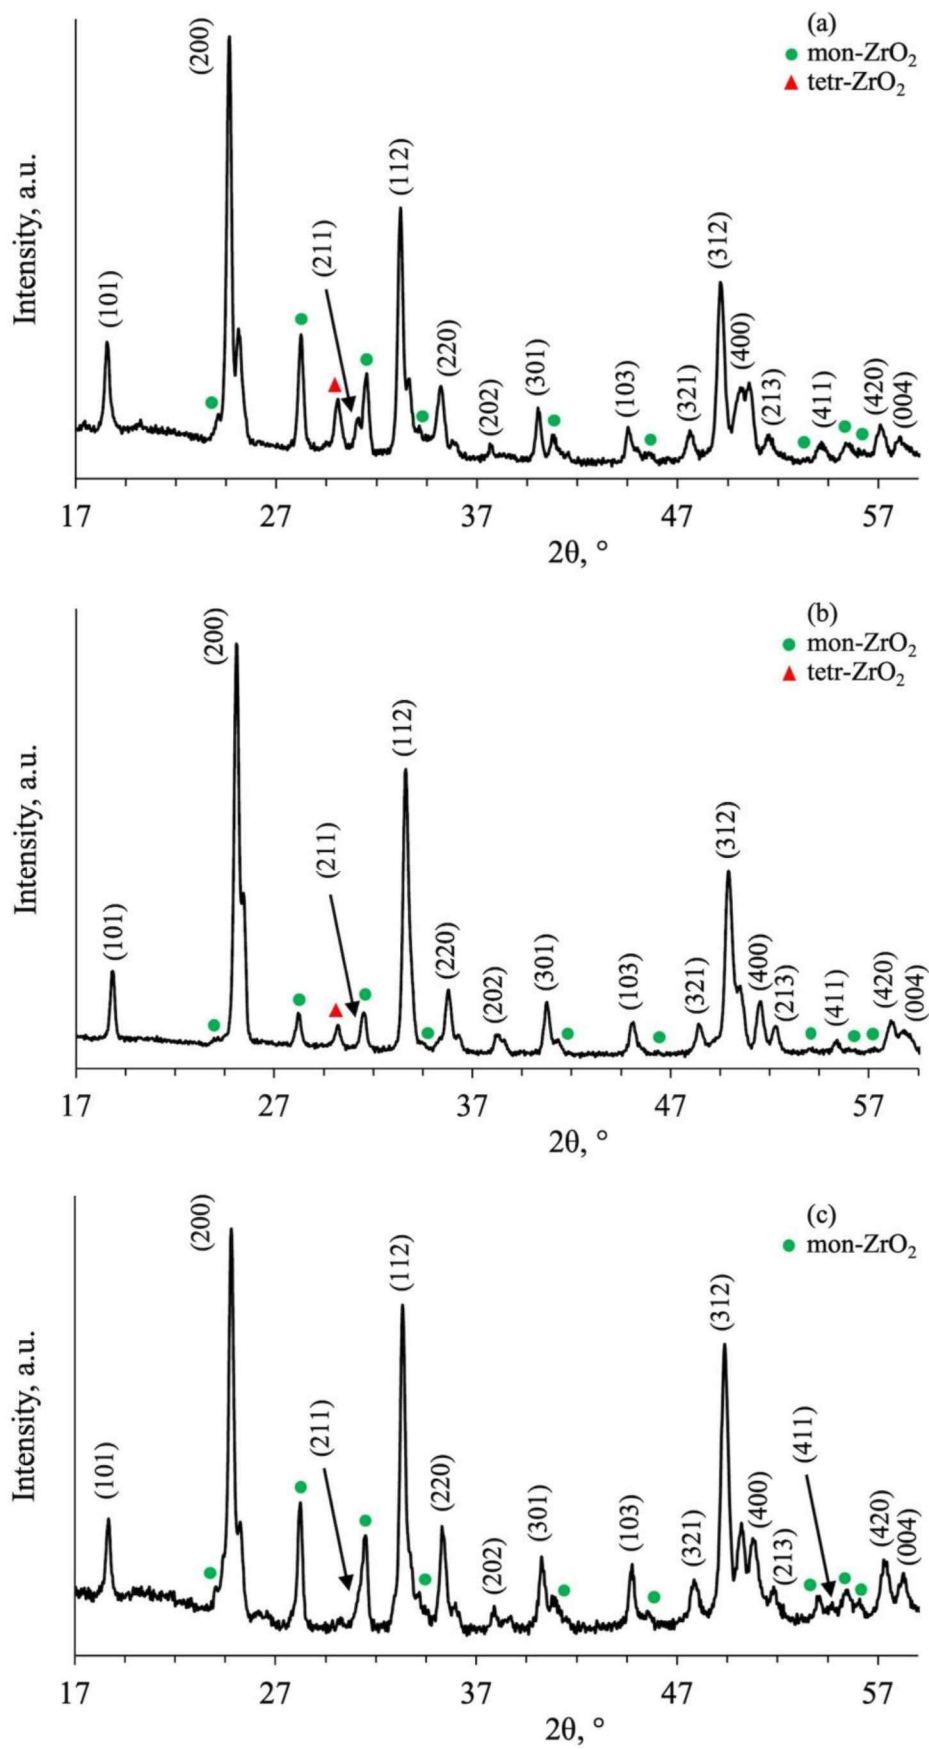 (a)
mon-ZrO₂
tetr-ZrO₂
Intensity, a.u.
(101)
(200)
(211)
(112)
(220)
(202)
(301)
(103)
(321)
(312)
(400)
(213)
(411)
(420)
(004)
17 27 37 47 57
2θ, °
(b)
mon-ZrO₂
tetr-ZrO₂
Intensity, a.u.
(101)
(200)
(211)
(112)
(220)
(202)
(301)
(103)
(321)
(312)
(400)
(213)
(411)
(420)
(004)
17 27 37 47 57
2θ, °
(c)
mon-ZrO₂
Intensity, a.u.
(101)
(200)
(211)
(112)
(220)
(202)
(301)
(103)
(321)
(312)
(400)
(213)
(411)
(420)
(004)
17 27 37 47 57
2θ, °